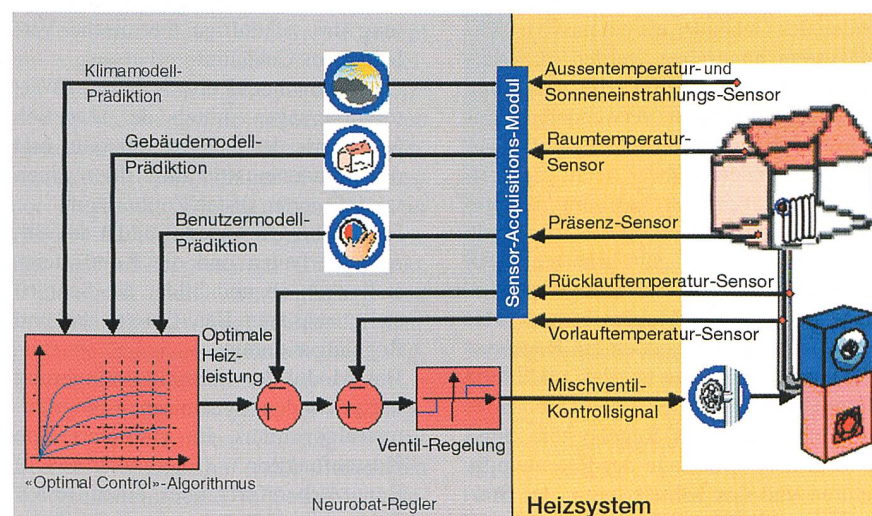 Klimamodell-
Prädiktion
Gebäudemodell-
Prädiktion
Benutzermodell-
Prädiktion
Sensor-Acquisitions-Modul
Aussentemperatur-und
Sonneneinstrahlungs-Sensor
Raumtemperatur-
Sensor
Präsenz-Sensor
Rücklauftemperatur-Sensor
Vorlauftemperatur-Sensor
Optimale
Heiz-
leistung
−
+
−
+
Ventil-Regelung
Mischventil-
Kontrollsignal
«Optimal Control»-Algorithmus
Neurobat-Regler
Heizsystem